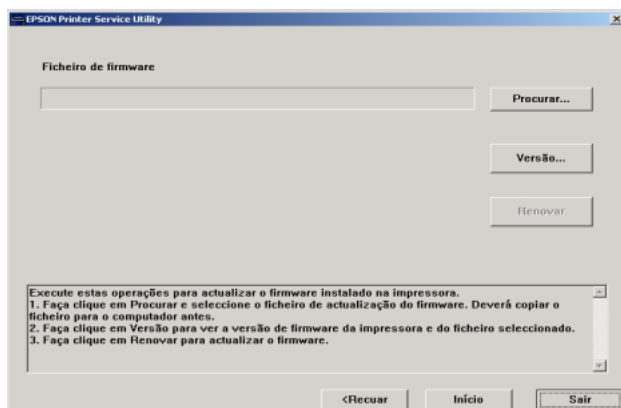 EPSON Printer Service Utility
Ficheiro de firmware
Procurar...
Versão...
Renovar
Execute estas operações para actualizar o firmware instalado na impressora.
1. Faça clique em Procurar e seleccione o ficheiro de actualização do firmware. Deverá copiar o
ficheiro para o computador antes.
2. Faça clique em Versão para ver a versão de firmware da impressora e do ficheiro seleccionado.
3. Faça clique em Renovar para actualizar o firmware.
<Recuar
Início
Sair